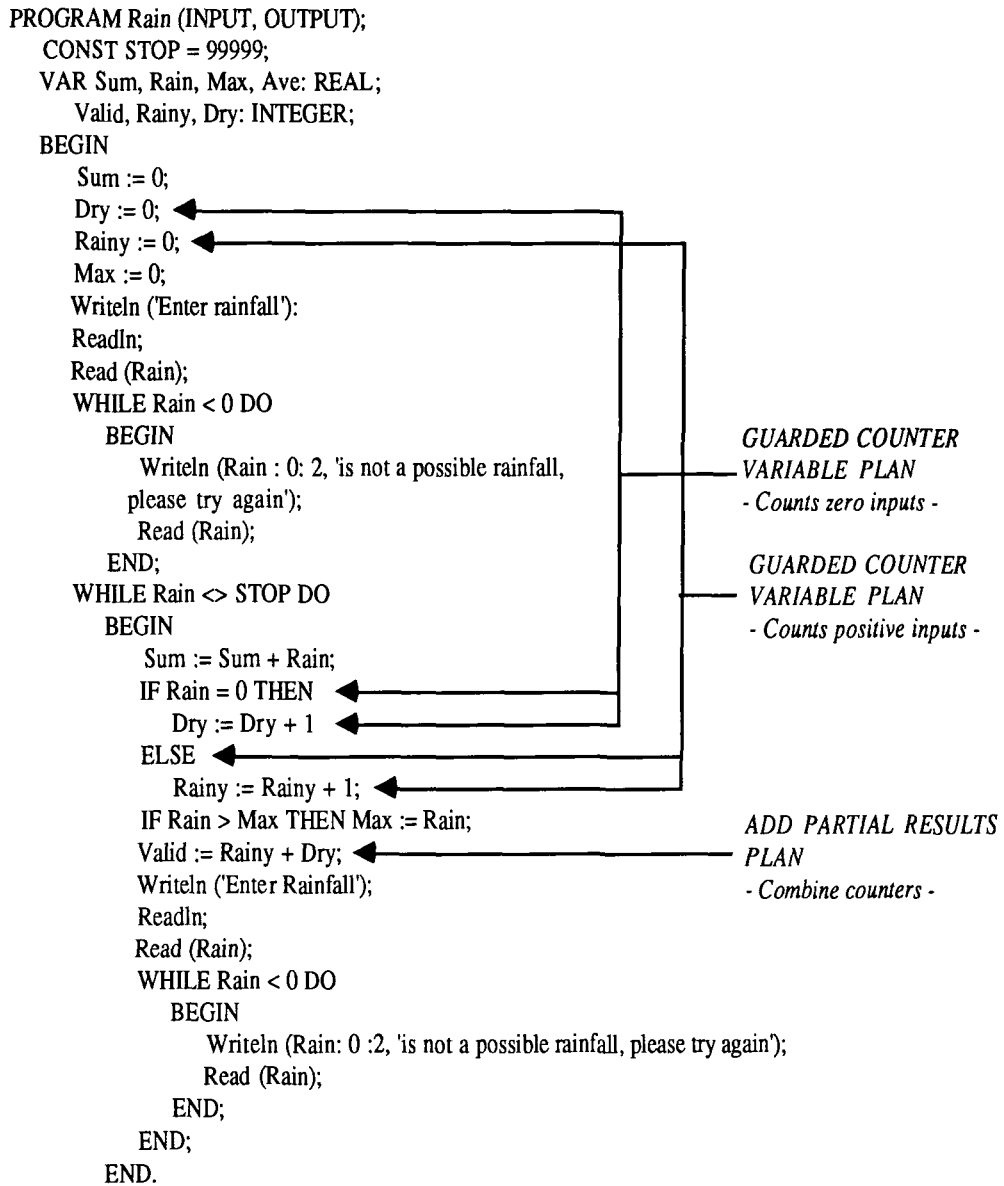 PROGRAM Rain (INPUT, OUTPUT);
CONST STOP = 99999;
VAR Sum, Rain, Max, Ave: REAL;
Valid, Rainy, Dry: INTEGER;
BEGIN
Sum := 0;
Dry := 0;
Rainy := 0;
Max := 0;
Writeln ('Enter rainfall'):
Readln;
Read (Rain);
WHILE Rain < 0 DO
BEGIN
Writeln (Rain : 0: 2, 'is not a possible rainfall,
please try again');
Read (Rain);
END;
WHILE Rain <> STOP DO
BEGIN
Sum := Sum + Rain;
IF Rain = 0 THEN
Dry := Dry + 1
ELSE
Rainy := Rainy + 1;
IF Rain > Max THEN Max := Rain;
Valid := Rainy + Dry;
Writeln ('Enter Rainfall');
Readln;
Read (Rain);
WHILE Rain < 0 DO
BEGIN
Writeln (Rain: 0 :2, 'is not a possible rainfall, please try again');
Read (Rain);
END;
END;
END.
GUARDED COUNTER
VARIABLE PLAN
- Counts zero inputs -
GUARDED COUNTER
VARIABLE PLAN
- Counts positive inputs -
ADD PARTIAL RESULTS
PLAN
- Combine counters -